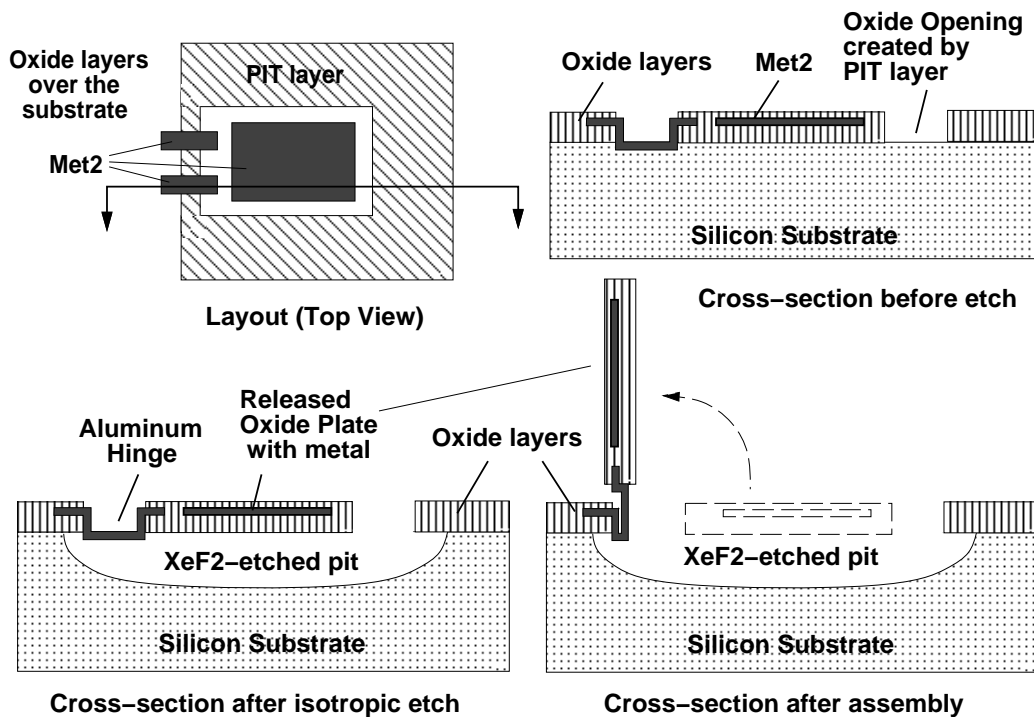 Oxide layers
over the
substrate
PIT layer
Met2
Layout (Top View)
Oxide layers
Met2
Oxide Opening
created by
PIT layer
Silicon Substrate
Cross-section before etch
Aluminum
Hinge
Released
Oxide Plate
with metal
Oxide layers
XeF2-etched pit
Silicon Substrate
Cross-section after isotropic etch
XeF2-etched pit
Silicon Substrate
Cross-section after assembly